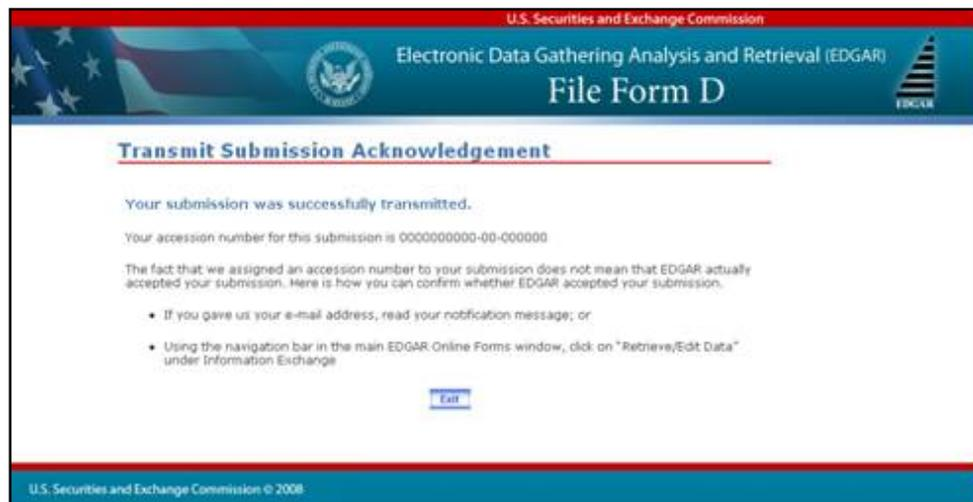 U.S. Securities and Exchange Commission
Electronic Data Gathering Analysis and Retrieval (EDGAR)
File Form D
EDGAR
Transmit Submission Acknowledgement
Your submission was successfully transmitted.
Your accession number for this submission is 0000000000-00-000000
The fact that we assigned an accession number to your submission does not mean that EDGAR actually
accepted your submission. Here is how you can confirm whether EDGAR accepted your submission.
• If you gave us your e-mail address, read your notification message; or
• Using the navigation bar in the main EDGAR Online Forms window, click on "Retrieve/Edit Data"
under Information Exchange
Exit
U.S. Securities and Exchange Commission © 2008